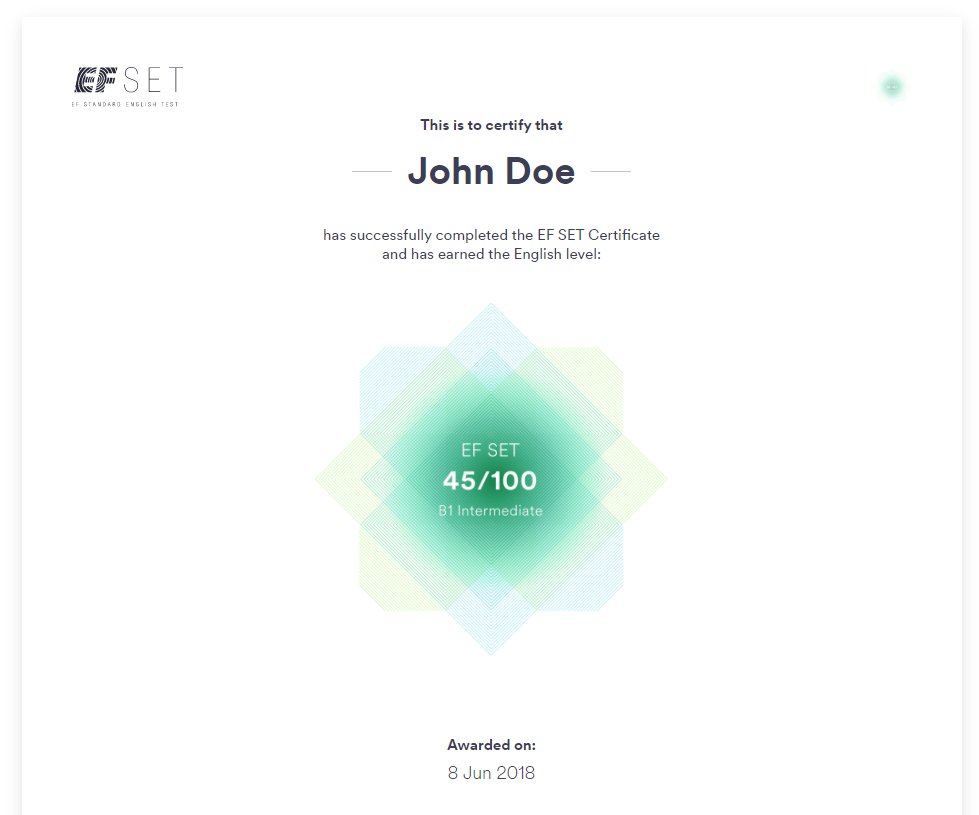 EF SET
EF STANDARD ENGLISH TEST
This is to certify that
John Doe
has successfully completed the EF SET Certificate
and has earned the English level:
EF SET
45/100
B1 Intermediate
Awarded on:
8 Jun 2018